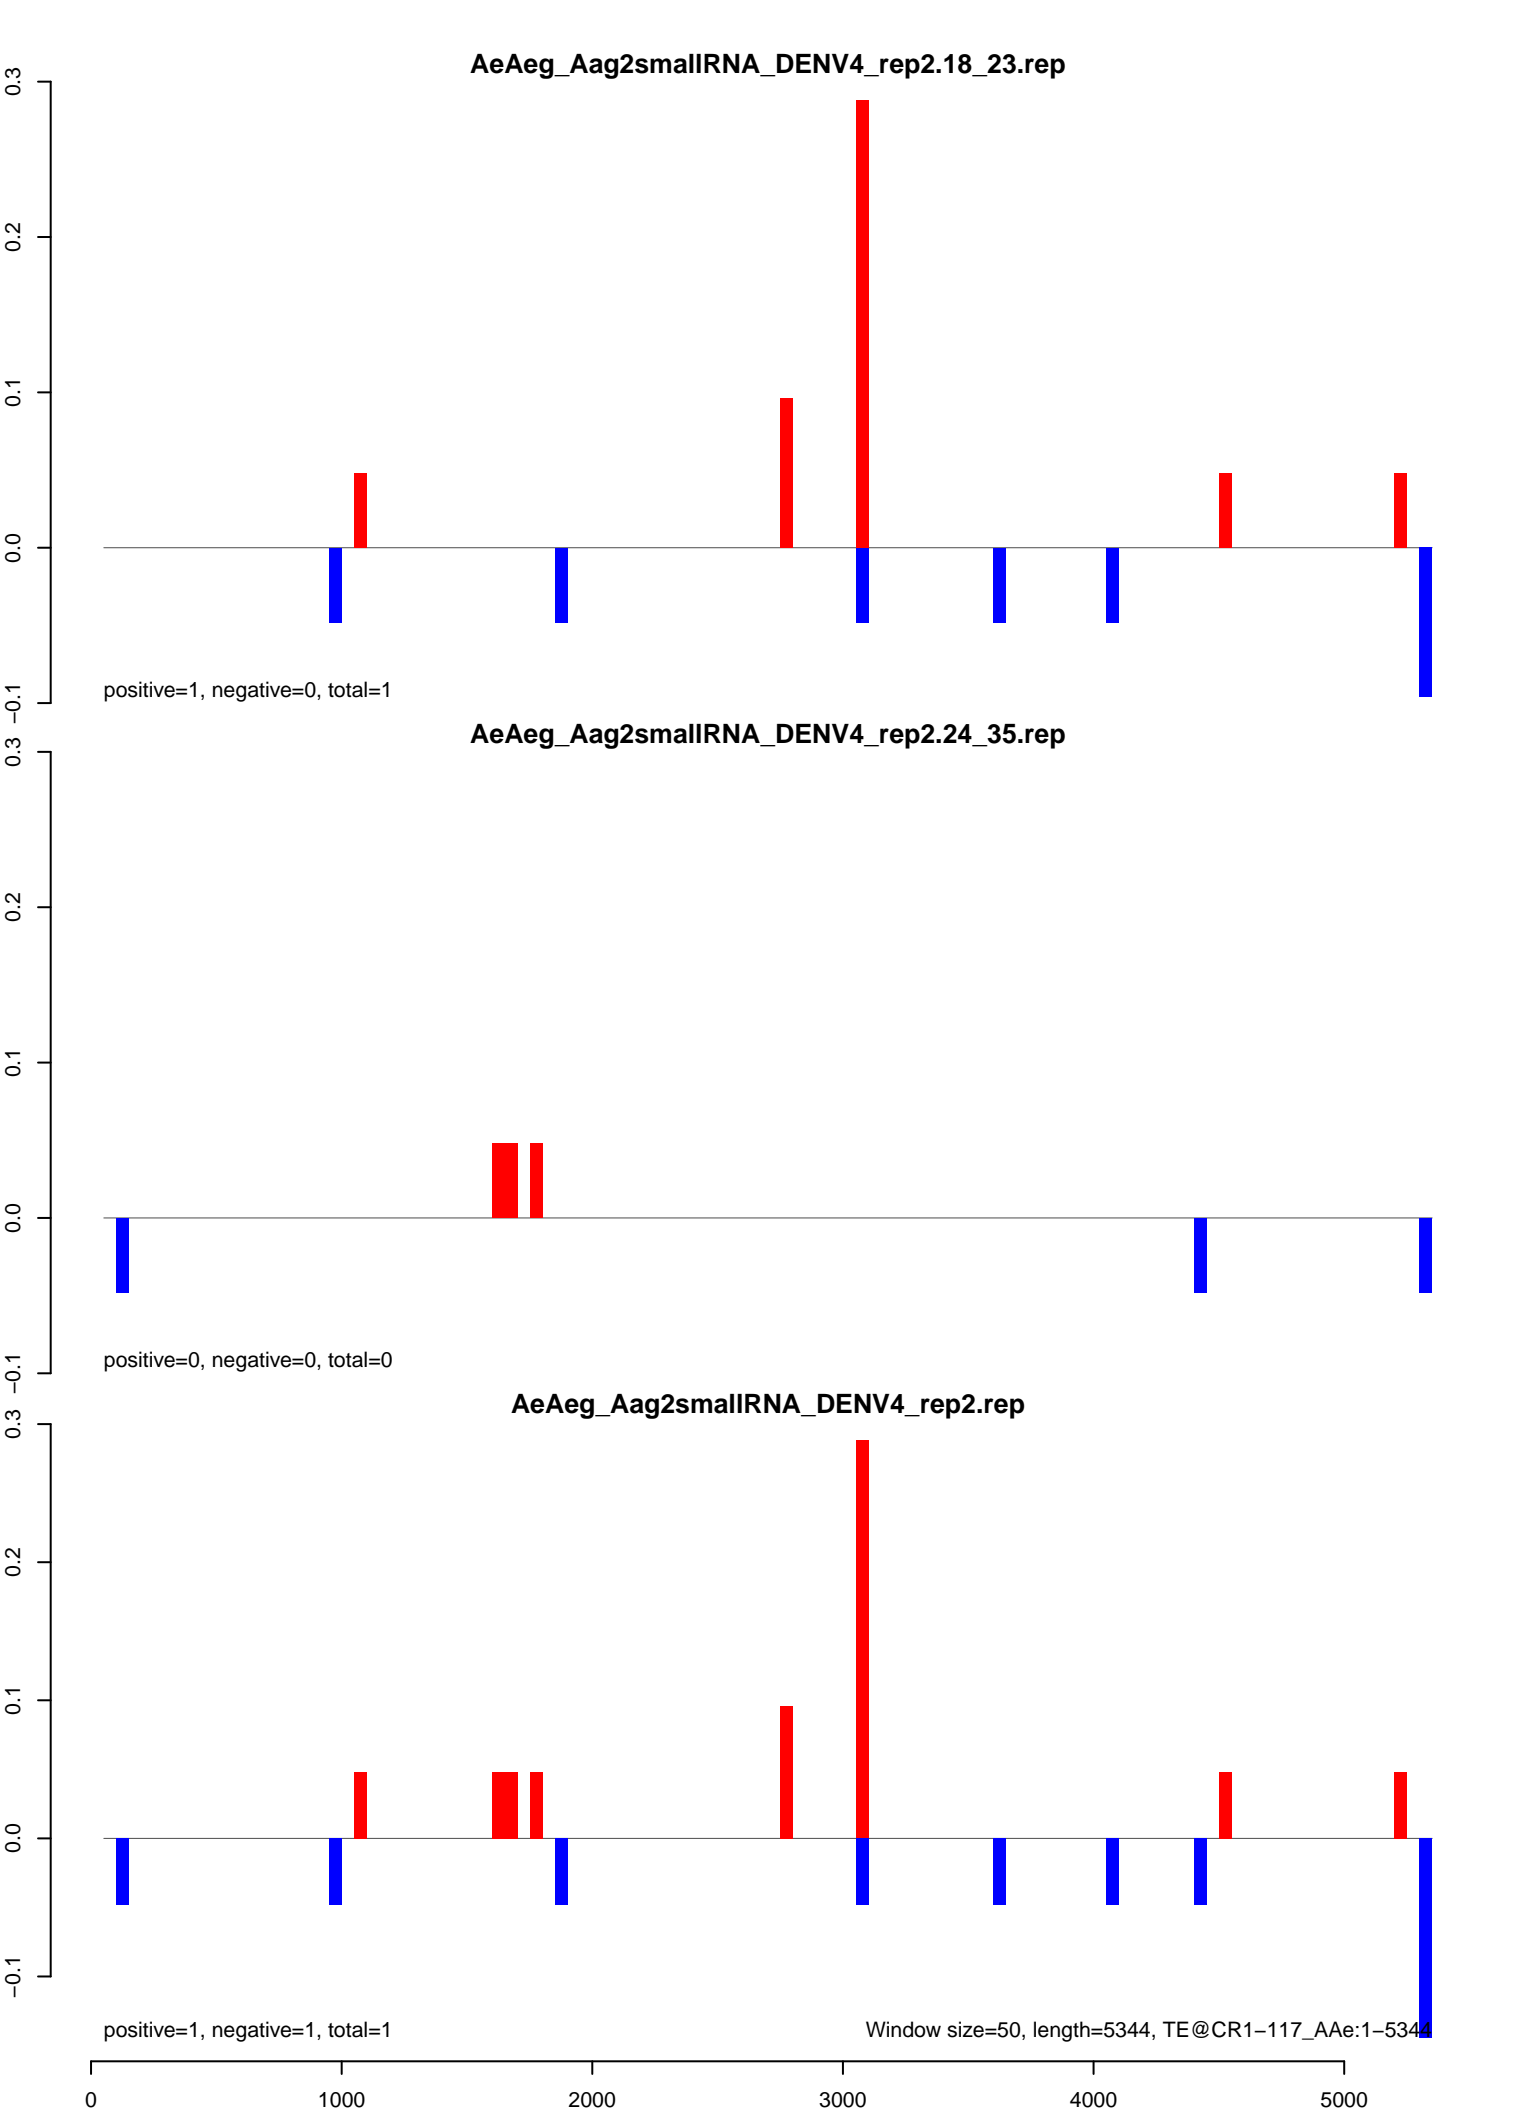 AeAeg_Aag2smallRNA_DENV4_rep2.18_23.rep
0.3
0.2
0.1
0.0
−0.1
positive=1, negative=0, total=1
AeAeg_Aag2smallRNA_DENV4_rep2.24_35.rep
0.3
0.2
0.1
0.0
−0.1
positive=0, negative=0, total=0
AeAeg_Aag2smallRNA_DENV4_rep2.rep
0.3
0.2
0.1
0.0
−0.1
positive=1, negative=1, total=1
Window size=50, length=5344, TE@CR1−117_AAe:1−5344
0 1000 2000 3000 4000 5000